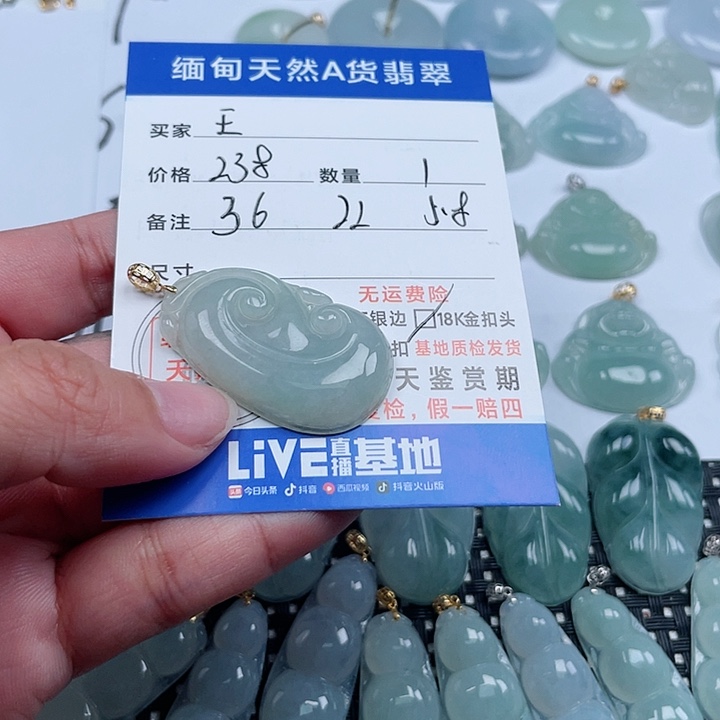 缅甸天然A货翡翠
买家 王
价格 238 数量 1
备注 36 22 5.8
尺寸
无运费险
银边 □18K金扣头
扣 基地质检发货
天鉴赏期
检，假一赔四
LiVE直播基地
今日头条 抖音 西瓜视频 抖音火山版